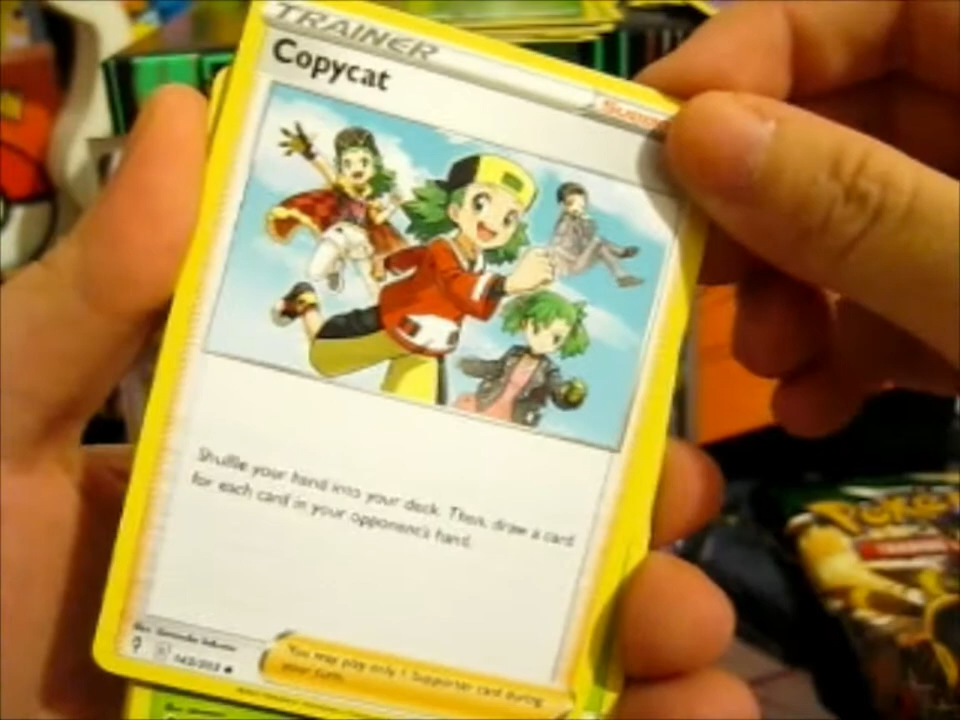 TRAINER
Copycat
Shuffle your hand into your deck. Then, draw a card
for each card in your opponent's hand.
You may play only 1 Supporter card during
your turn.